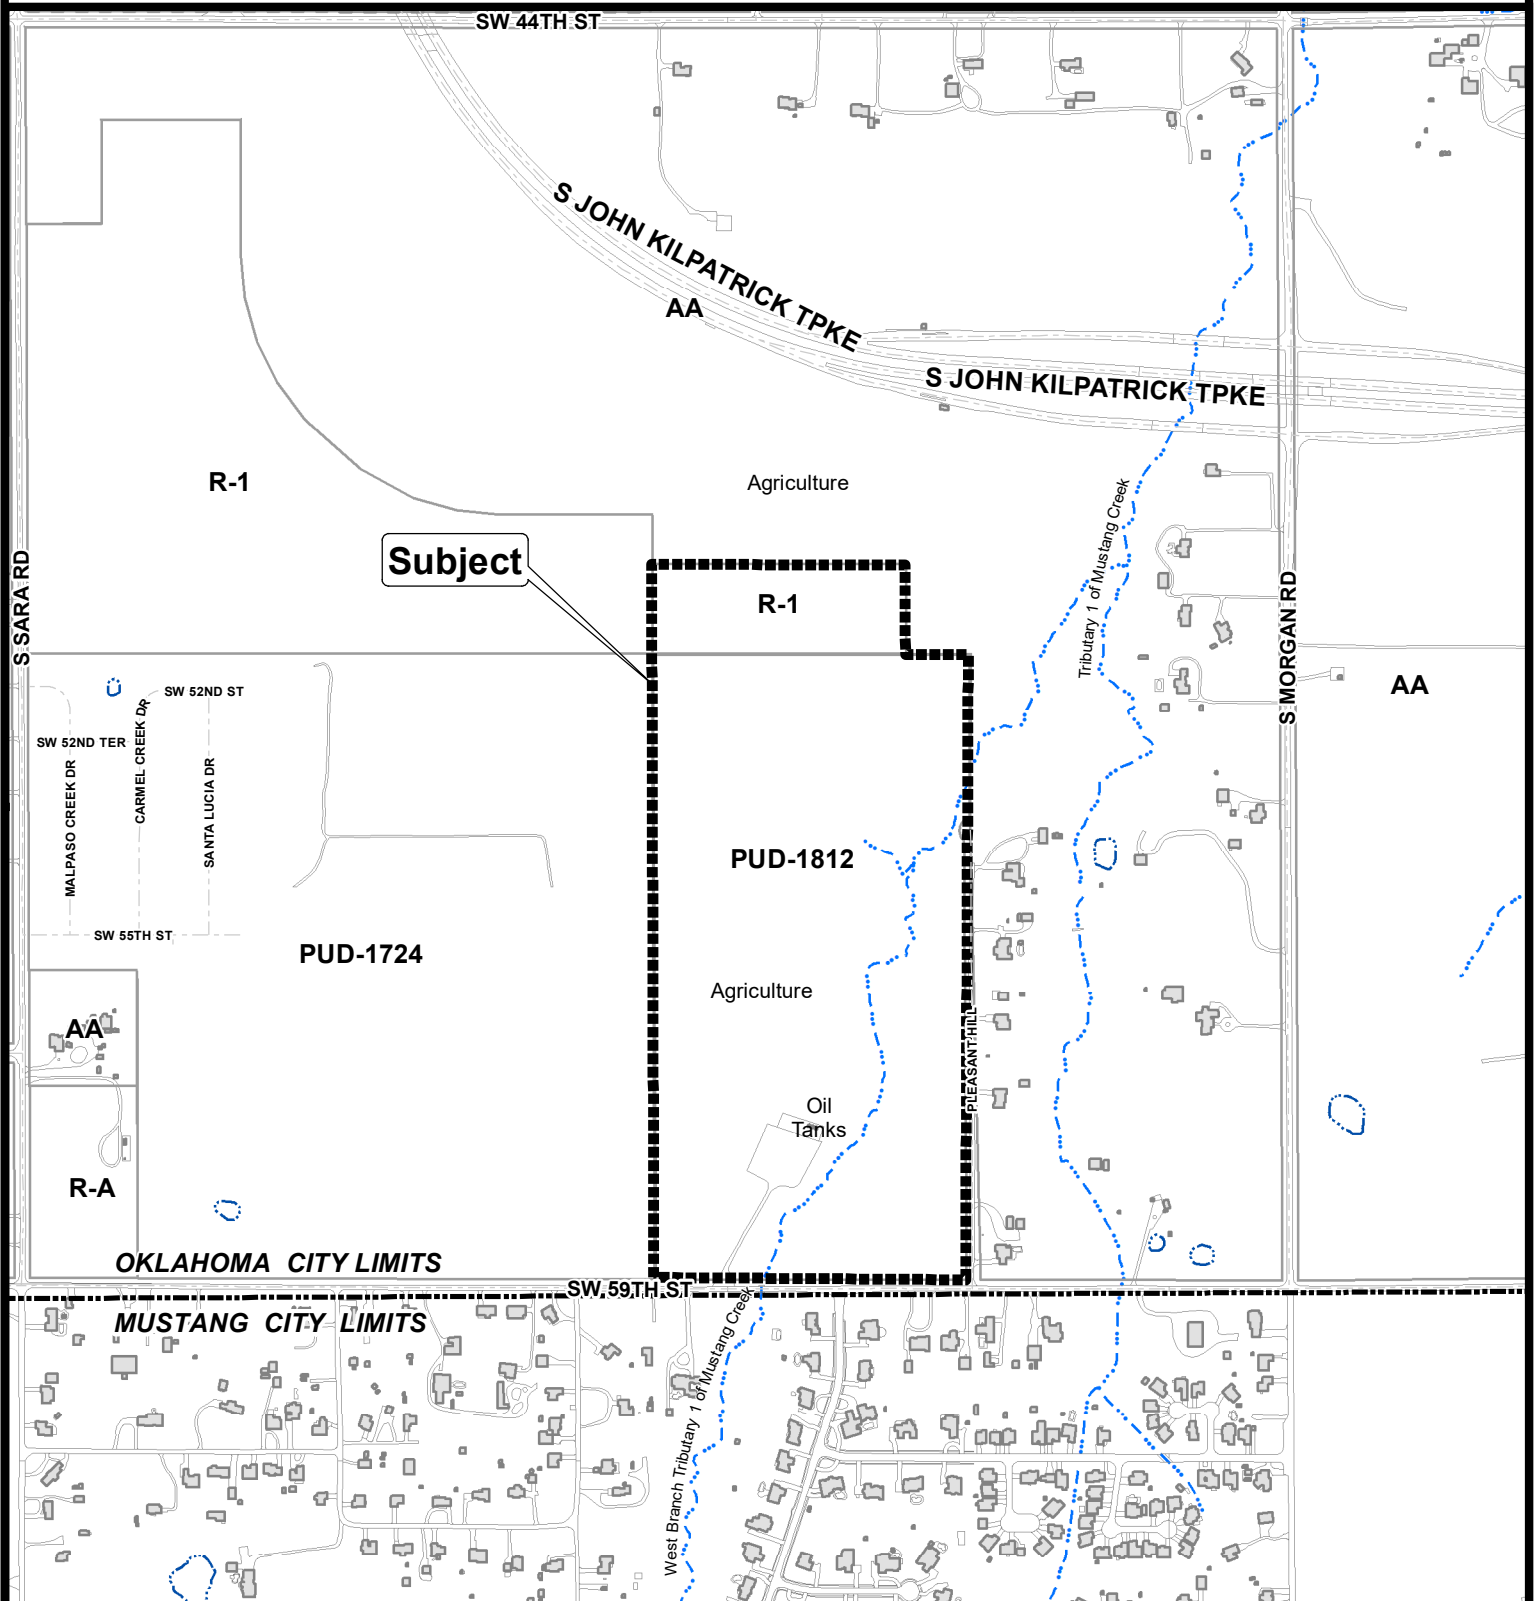 SW 44TH ST
S JOHN KILPATRICK TPKE
AA
S JOHN KILPATRICK TPKE
R-1
Agriculture
Tributary 1 of Mustang Creek
Subject
S SARA RD
R-1
S MORGAN RD
AA
SW 52ND ST
SW 52ND TER
CARMEL CREEK DR
MALPASO CREEK DR
SANTA LUCIA DR
PUD-1812
SW 55TH ST
PUD-1724
Agriculture
AA
PLEASANT HILL
Oil
Tanks
R-A
OKLAHOMA CITY LIMITS
SW 59TH ST
MUSTANG CITY LIMITS
West Branch Tributary 1 of Mustang Creek